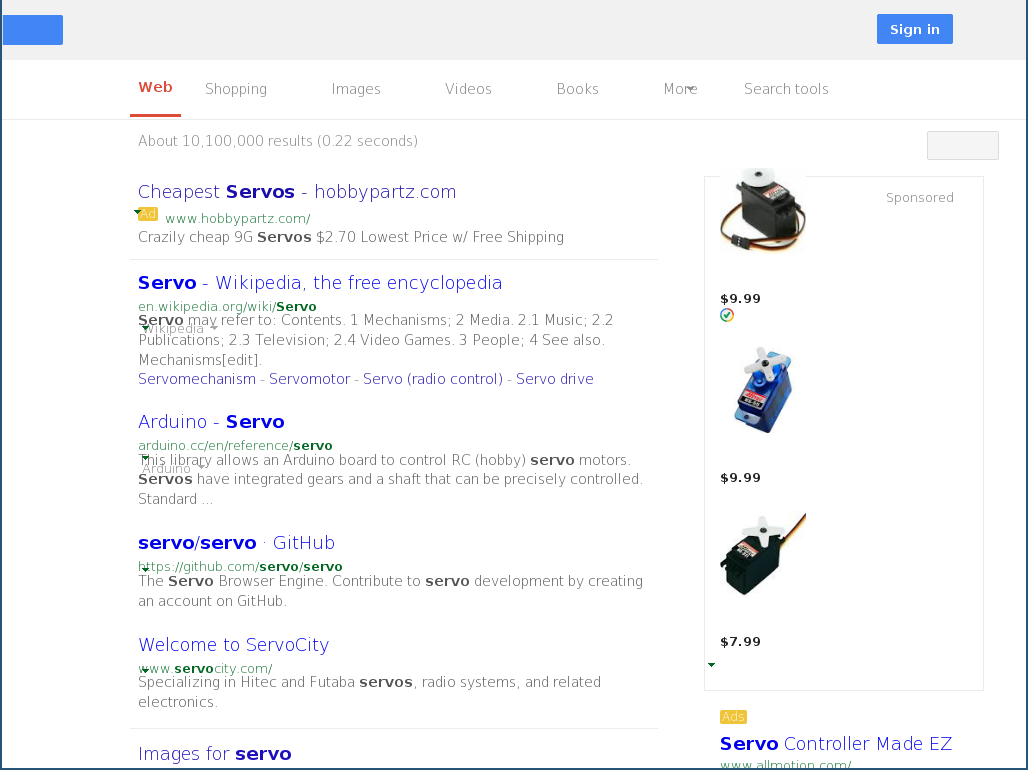 Sign in
Web Shopping Images Videos Books More Search tools
About 10,100,000 results (0.22 seconds)
Cheapest Servos - hobbypartz.com
Ad www.hobbypartz.com/
Crazily cheap 9G Servos $2.70 Lowest Price w/ Free Shipping
Servo - Wikipedia, the free encyclopedia
en.wikipedia.org/wiki/Servo
Wikipedia
Servo may refer to: Contents. 1 Mechanisms; 2 Media. 2.1 Music; 2.2
Publications; 2.3 Television; 2.4 Video Games. 3 People; 4 See also.
Mechanisms[edit].
Servomechanism - Servomotor - Servo (radio control) - Servo drive
Arduino - Servo
arduino.cc/en/reference/servo
Arduino
This library allows an Arduino board to control RC (hobby) servo motors.
Servos have integrated gears and a shaft that can be precisely controlled.
Standard ...
servo/servo · GitHub
https://github.com/servo/servo
The Servo Browser Engine. Contribute to servo development by creating
an account on GitHub.
Welcome to ServoCity
www.servocity.com/
Specializing in Hitec and Futaba servos, radio systems, and related
electronics.
Images for servo
Sponsored
$9.99
$9.99
$7.99
Ads
Servo Controller Made EZ
www.allmotion.com/